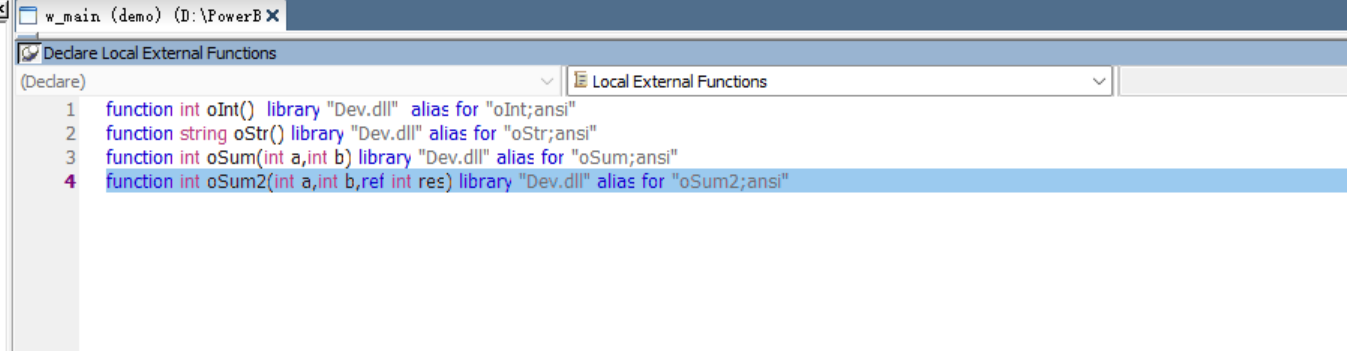 w_main (demo) (D:\PowerB
Declare Local External Functions
(Declare)
Local External Functions
1 function int oInt()  library "Dev.dll"  alias for "oInt;ansi"
2 function string oStr() library "Dev.dll" alias for "oStr;ansi"
3 function int oSum(int a,int b) library "Dev.dll" alias for "oSum;ansi"
4 function int oSum2(int a,int b,ref int res) library "Dev.dll" alias for "oSum2;ansi"